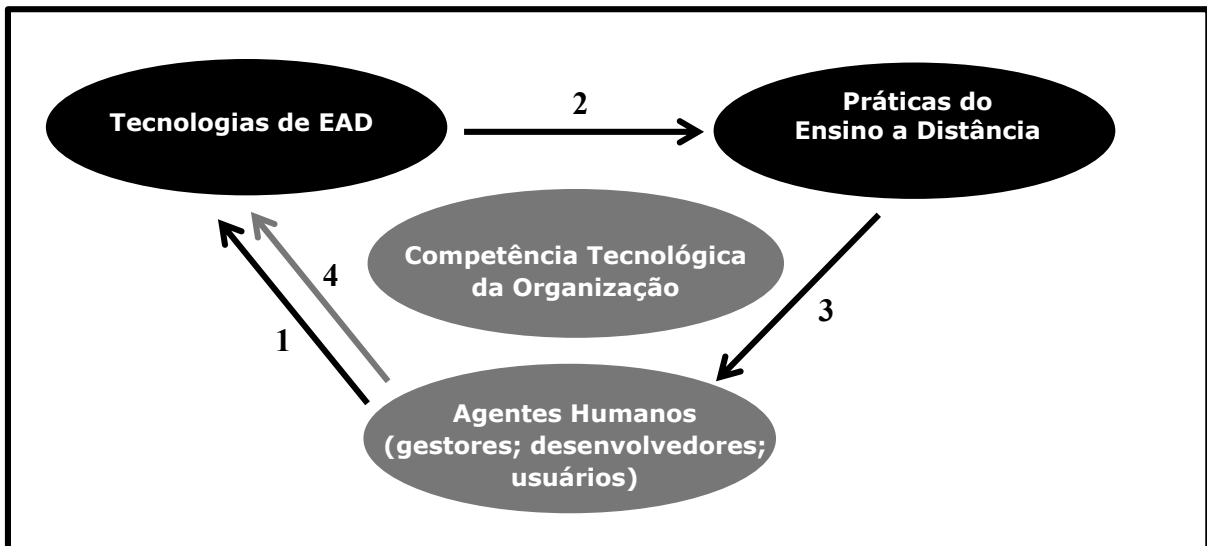 Tecnologias de EAD
2
Práticas do
Ensino a Distância
Competência Tecnológica
da Organização
4
1
3
Agentes Humanos
(gestores; desenvolvedores;
usuários)